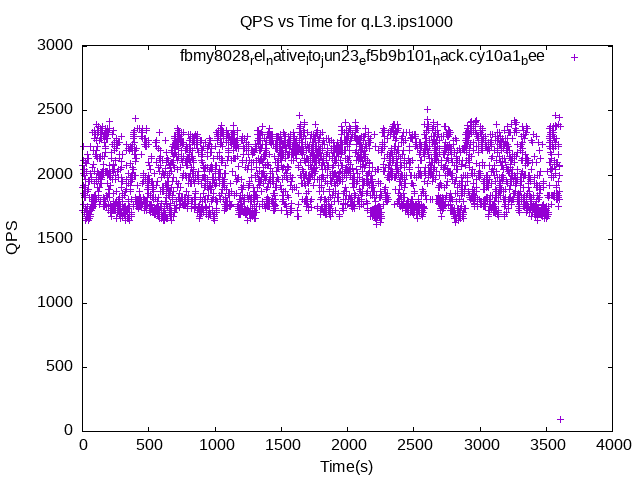 QPS vs Time for q.L3.ips1000
fbmy8028relnativeltojun23ef5b9b101hack.cy10a1bee
3000
2500
2000
1500
1000
500
0
QPS
0 500 1000 1500 2000 2500 3000 3500 4000
Time(s)